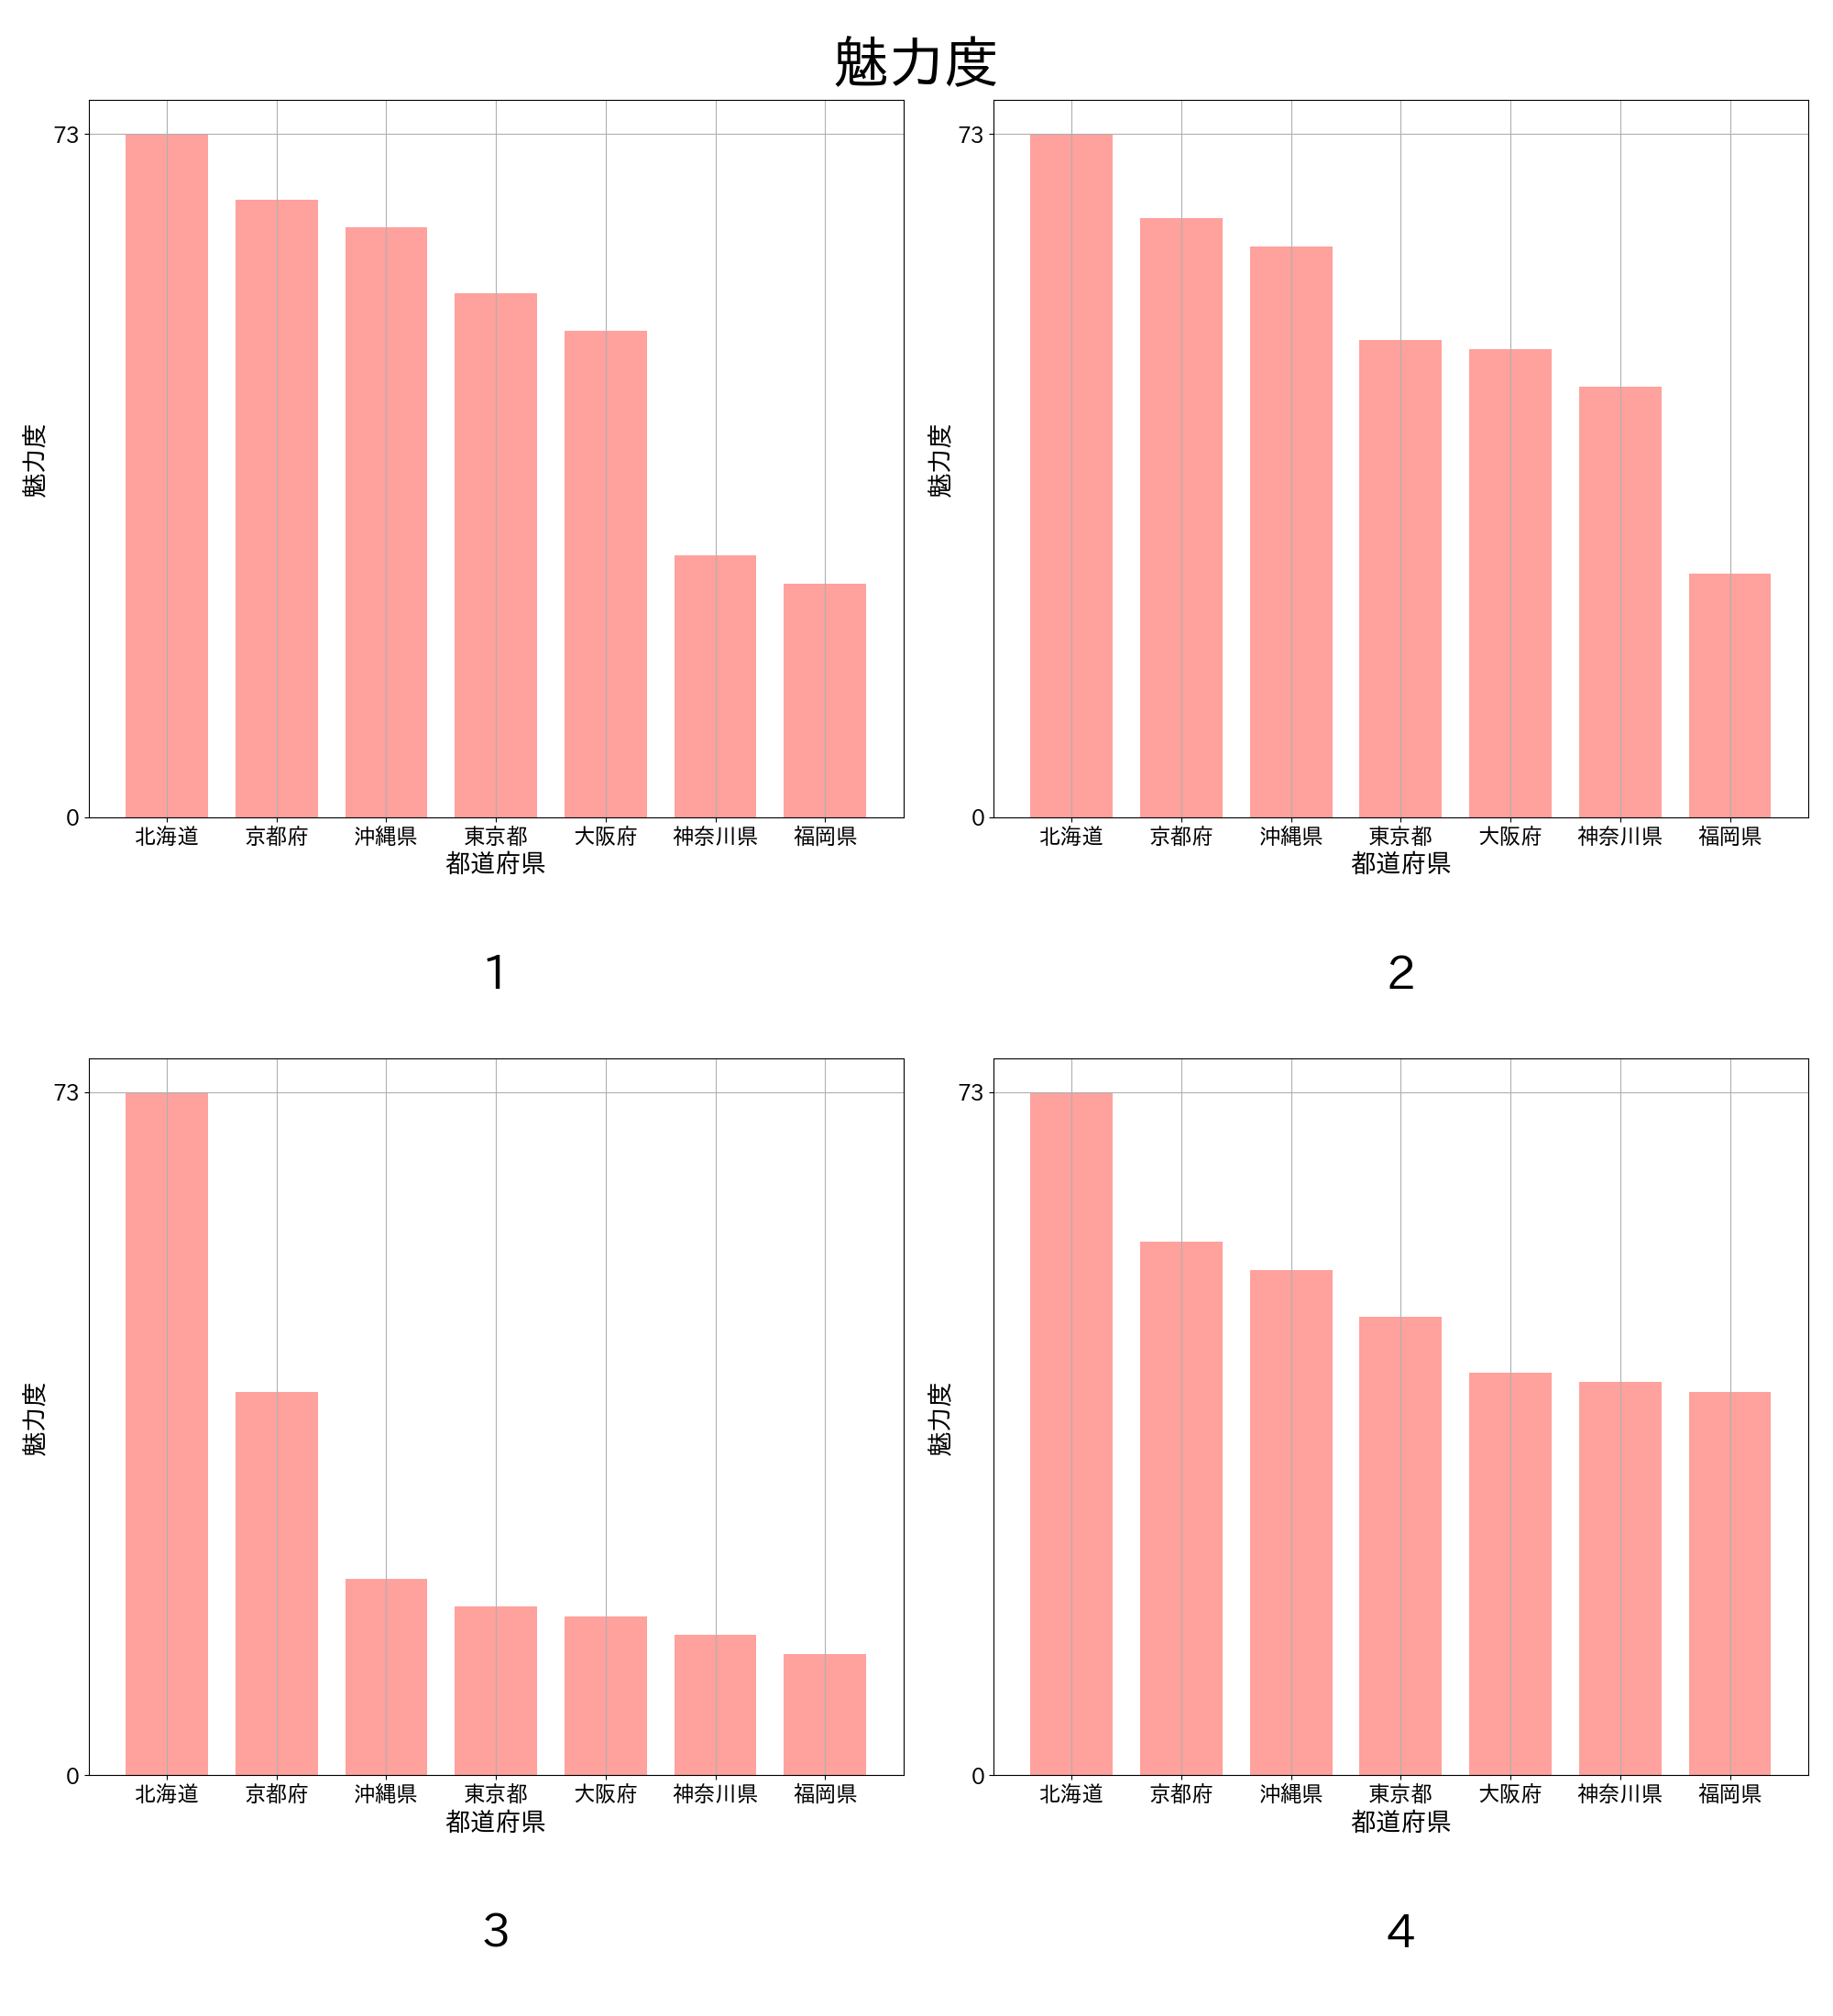 魅力度
73
魅力度
0
北海道 京都府 沖縄県 東京都 大阪府 神奈川県 福岡県
都道府県
1
73
魅力度
0
北海道 京都府 沖縄県 東京都 大阪府 神奈川県 福岡県
都道府県
2
73
魅力度
0
北海道 京都府 沖縄県 東京都 大阪府 神奈川県 福岡県
都道府県
3
73
魅力度
0
北海道 京都府 沖縄県 東京都 大阪府 神奈川県 福岡県
都道府県
4